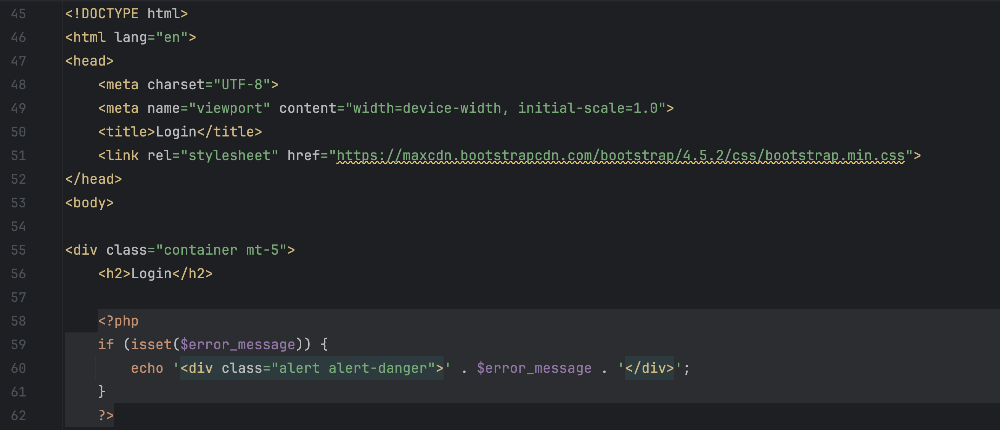 45 <!DOCTYPE html>
46 <html lang="en">
47 <head>
48     <meta charset="UTF-8">
49     <meta name="viewport" content="width=device-width, initial-scale=1.0">
50     <title>Login</title>
51     <link rel="stylesheet" href="https://maxcdn.bootstrapcdn.com/bootstrap/4.5.2/css/bootstrap.min.css">
52 </head>
53 <body>
54
55 <div class="container mt-5">
56     <h2>Login</h2>
57
58     <?php
59     if (isset($error_message)) {
60         echo '<div class="alert alert-danger">' . $error_message . '</div>';
61     }
62     ?>